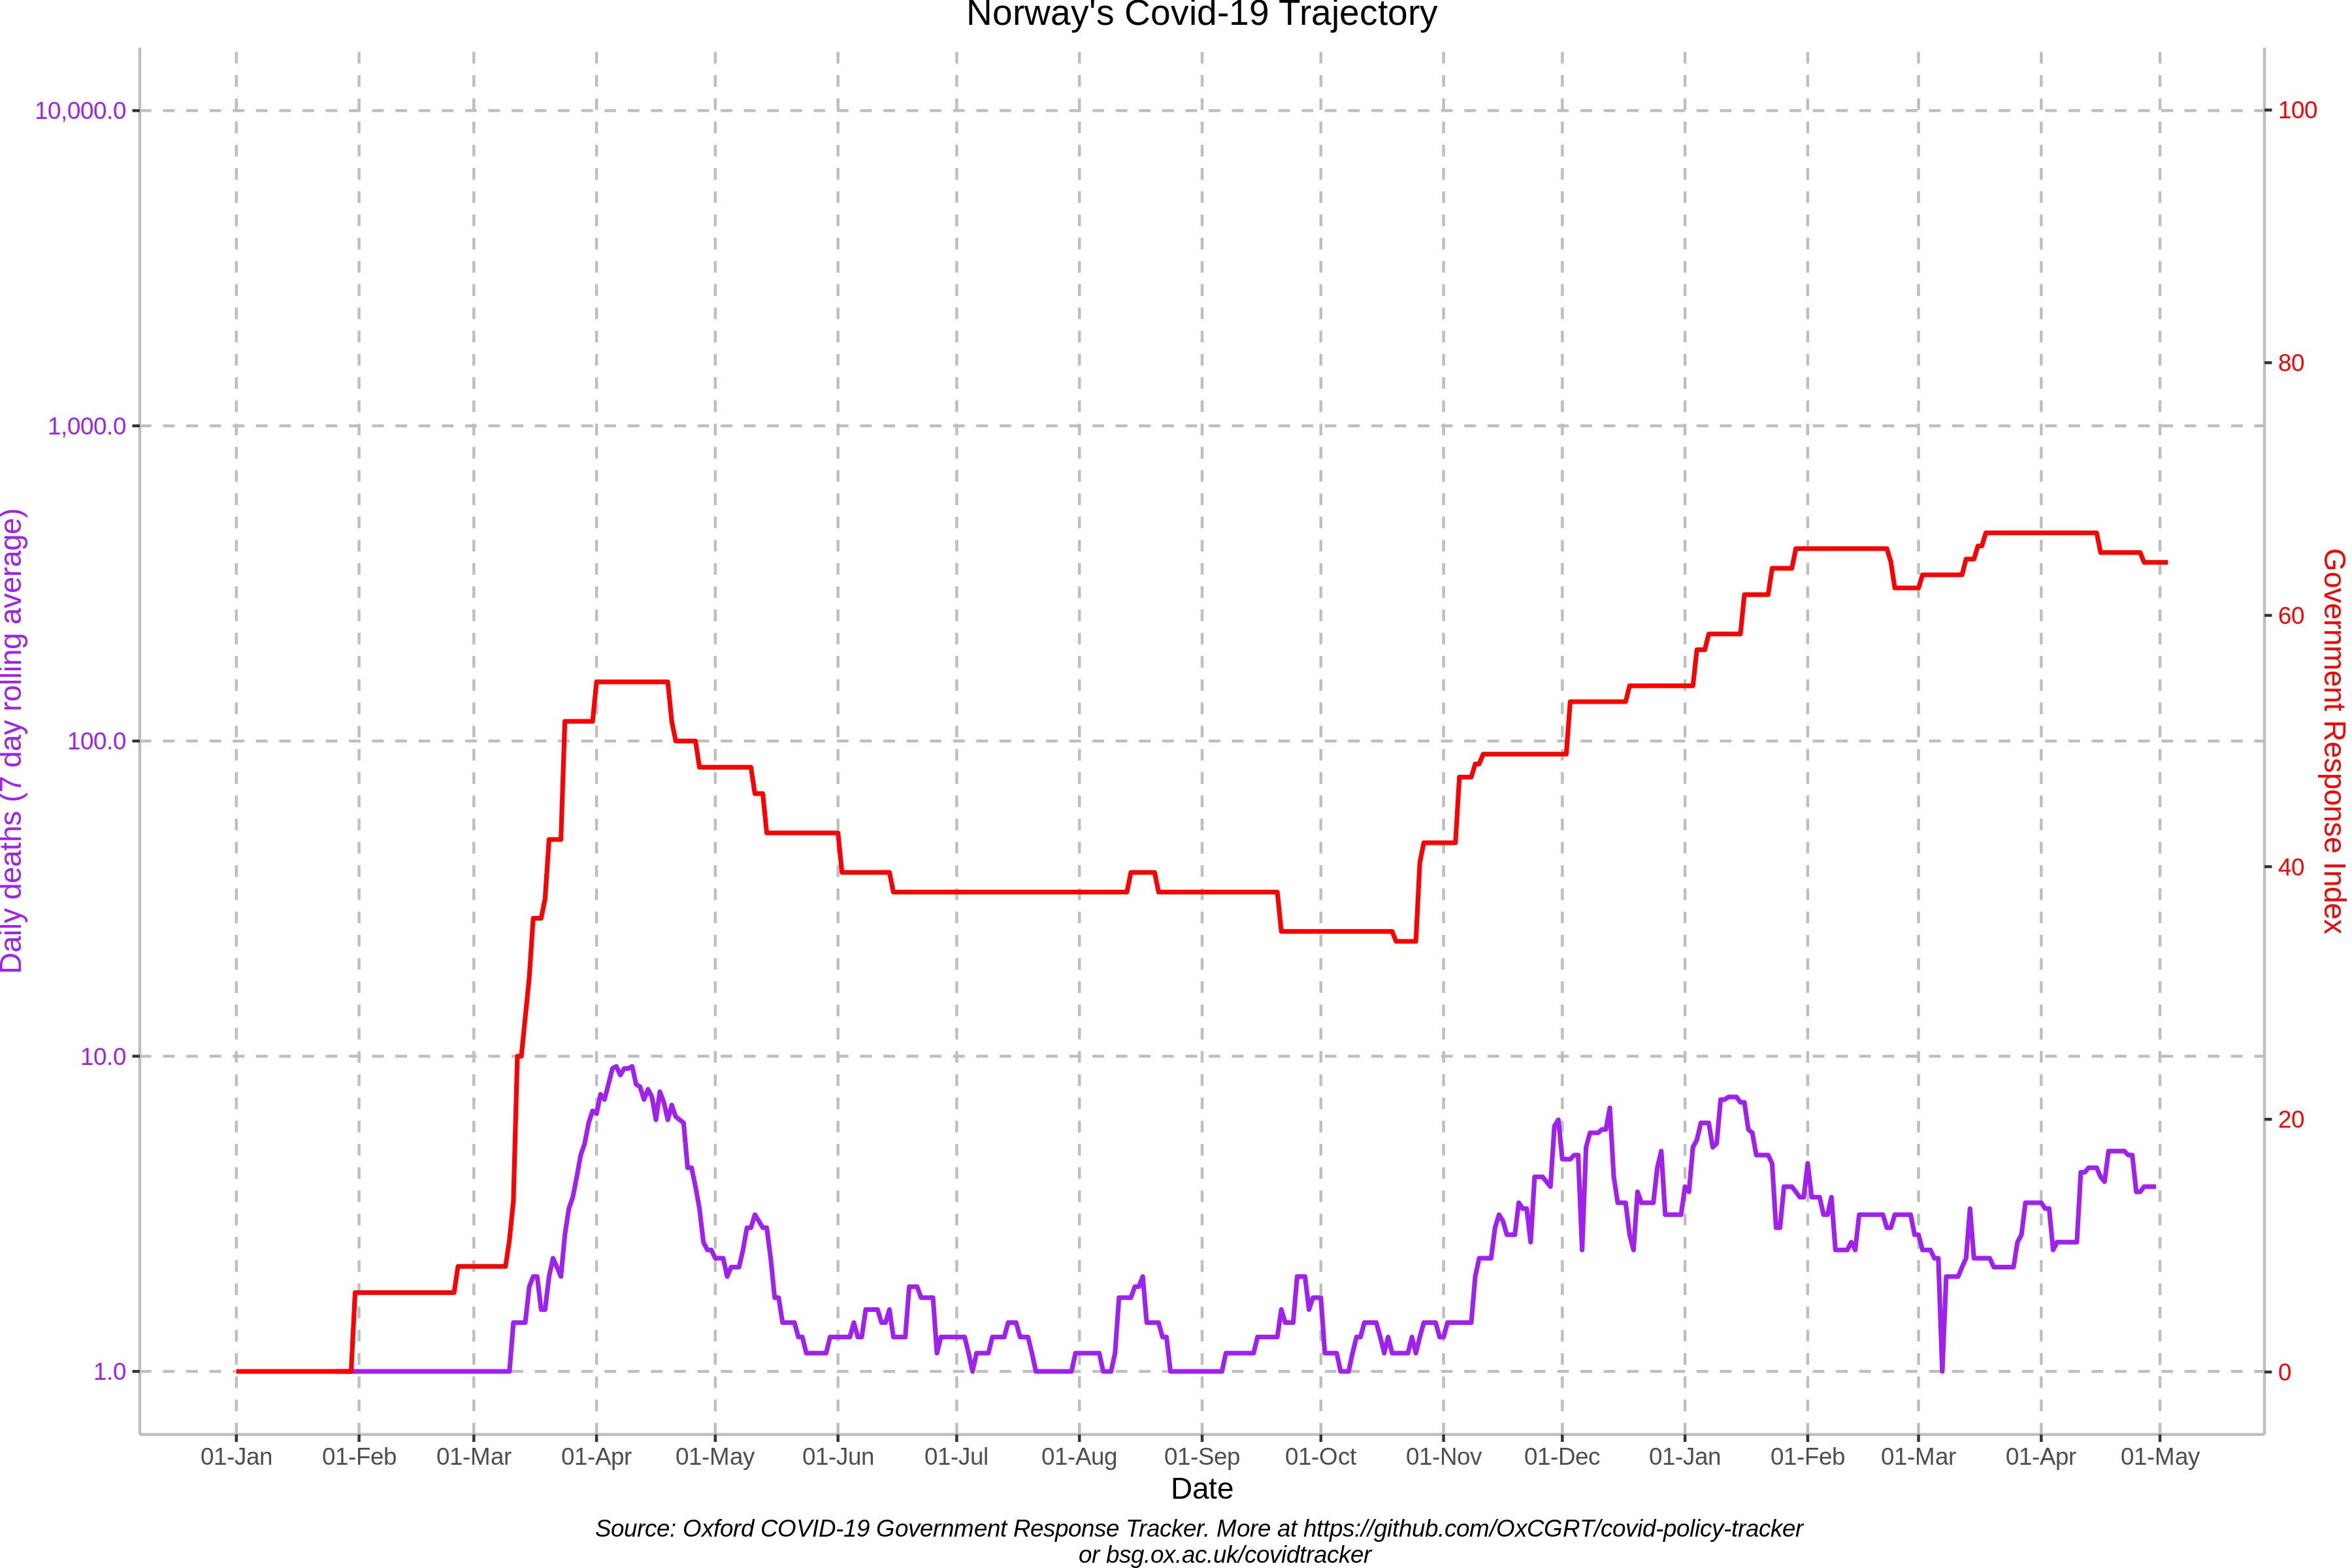 Norway's Covid-19 Trajectory
10,000.0
1,000.0
100.0
10.0
1.0
Daily deaths (7 day rolling average)
100
80
60
40
20
0
Government Response Index
01-Jan 01-Feb 01-Mar 01-Apr 01-May 01-Jun 01-Jul 01-Aug 01-Sep 01-Oct 01-Nov 01-Dec 01-Jan 01-Feb 01-Mar 01-Apr 01-May
Date
Source: Oxford COVID-19 Government Response Tracker. More at https://github.com/OxCGRT/covid-policy-tracker
or bsg.ox.ac.uk/covidtracker